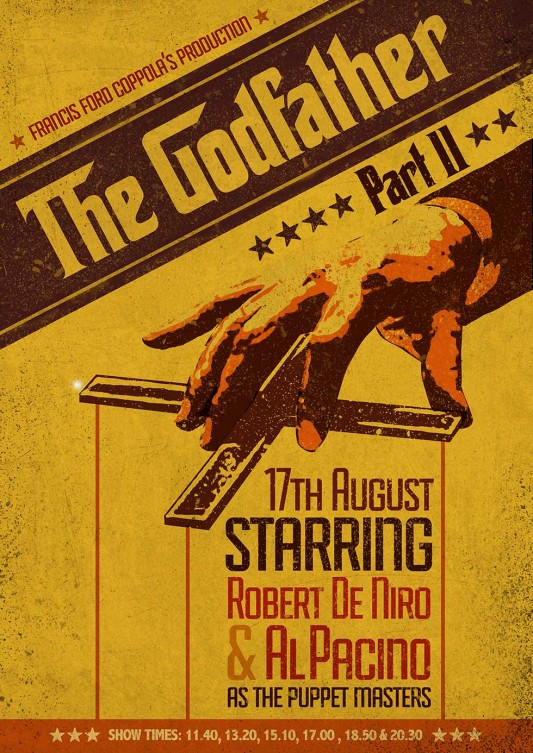 Francis Ford Coppola's Production
The Godfather
Part II
17th August
Starring
Robert De Niro
& Al Pacino
as the puppet masters
SHOW TIMES: 11.40, 13.20, 15.10, 17.00 , 18.50 & 20.30